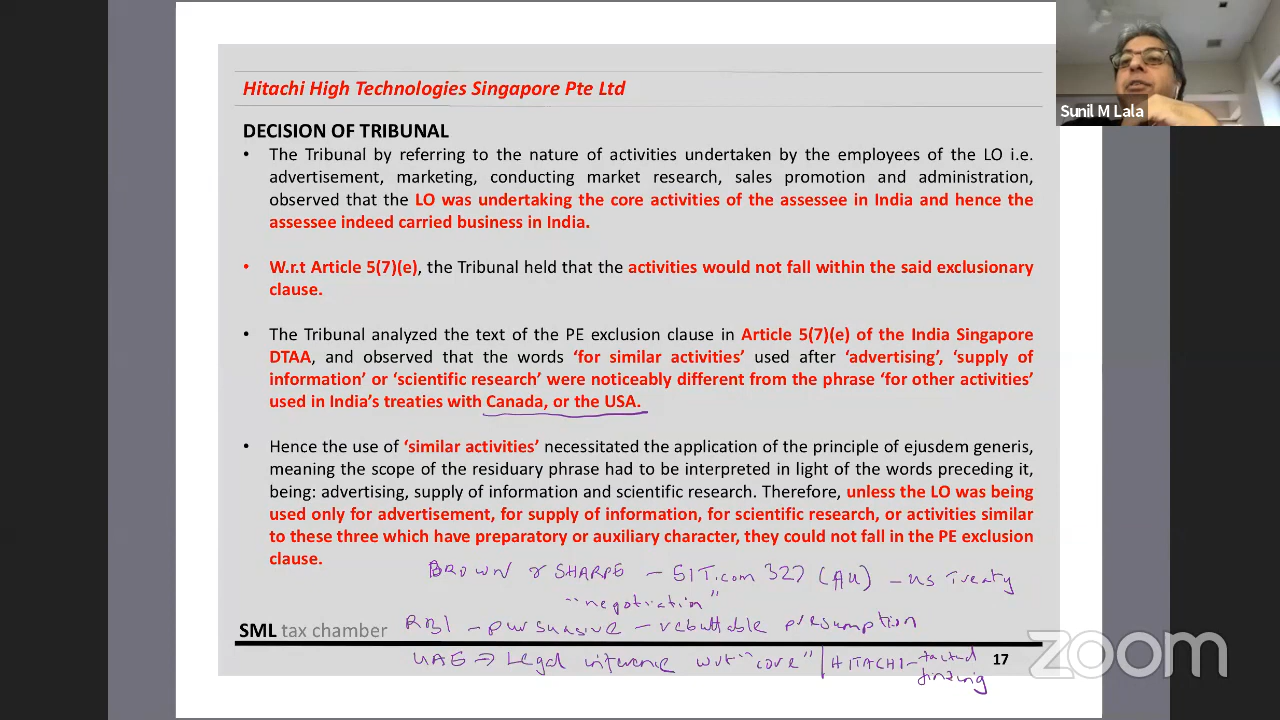 Hitachi High Technologies Singapore Pte Ltd
Sunil M Lala
DECISION OF TRIBUNAL
• The Tribunal by referring to the nature of activities undertaken by the employees of the LO i.e.
advertisement, marketing, conducting market research, sales promotion and administration,
observed that the LO was undertaking the core activities of the assessee in India and hence the
assessee indeed carried business in India.
• W.r.t Article 5(7)(e), the Tribunal held that the activities would not fall within the said exclusionary
clause.
• The Tribunal analyzed the text of the PE exclusion clause in Article 5(7)(e) of the India Singapore
DTAA, and observed that the words ‘for similar activities’ used after ‘advertising’, ‘supply of
information’ or ‘scientific research’ were noticeably different from the phrase ‘for other activities’
used in India’s treaties with Canada, or the USA.
• Hence the use of ‘similar activities’ necessitated the application of the principle of ejusdem generis,
meaning the scope of the residuary phrase had to be interpreted in light of the words preceding it,
being: advertising, supply of information and scientific research. Therefore, unless the LO was being
used only for advertisement, for supply of information, for scientific research, or activities similar
to these three which have preparatory or auxiliary character, they could not fall in the PE exclusion
clause.
BROWN & SHARPE - 51T.com 327 (AU) - US Treaty
"negotiation"
RBI - pursuasive - rebuttable presumption
SML tax chamber
UAE ⇒ Legal inference wrt "core" | HITACHI - factual
finding
17
zoom